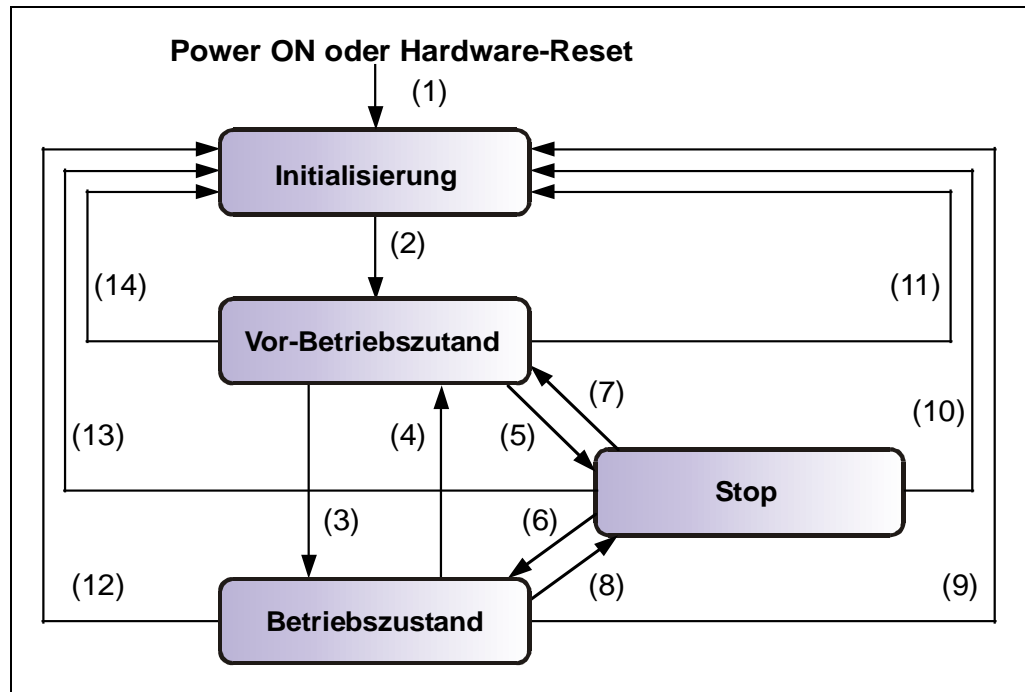 Power ON oder Hardware-Reset
(1)
Initialisierung
(2)
(14)
(11)
Vor-Betriebszutand
(7)
(10)
(13)
(4)
(5)
Stop
(3)
(6)
(12)
(8)
(9)
Betriebszustand